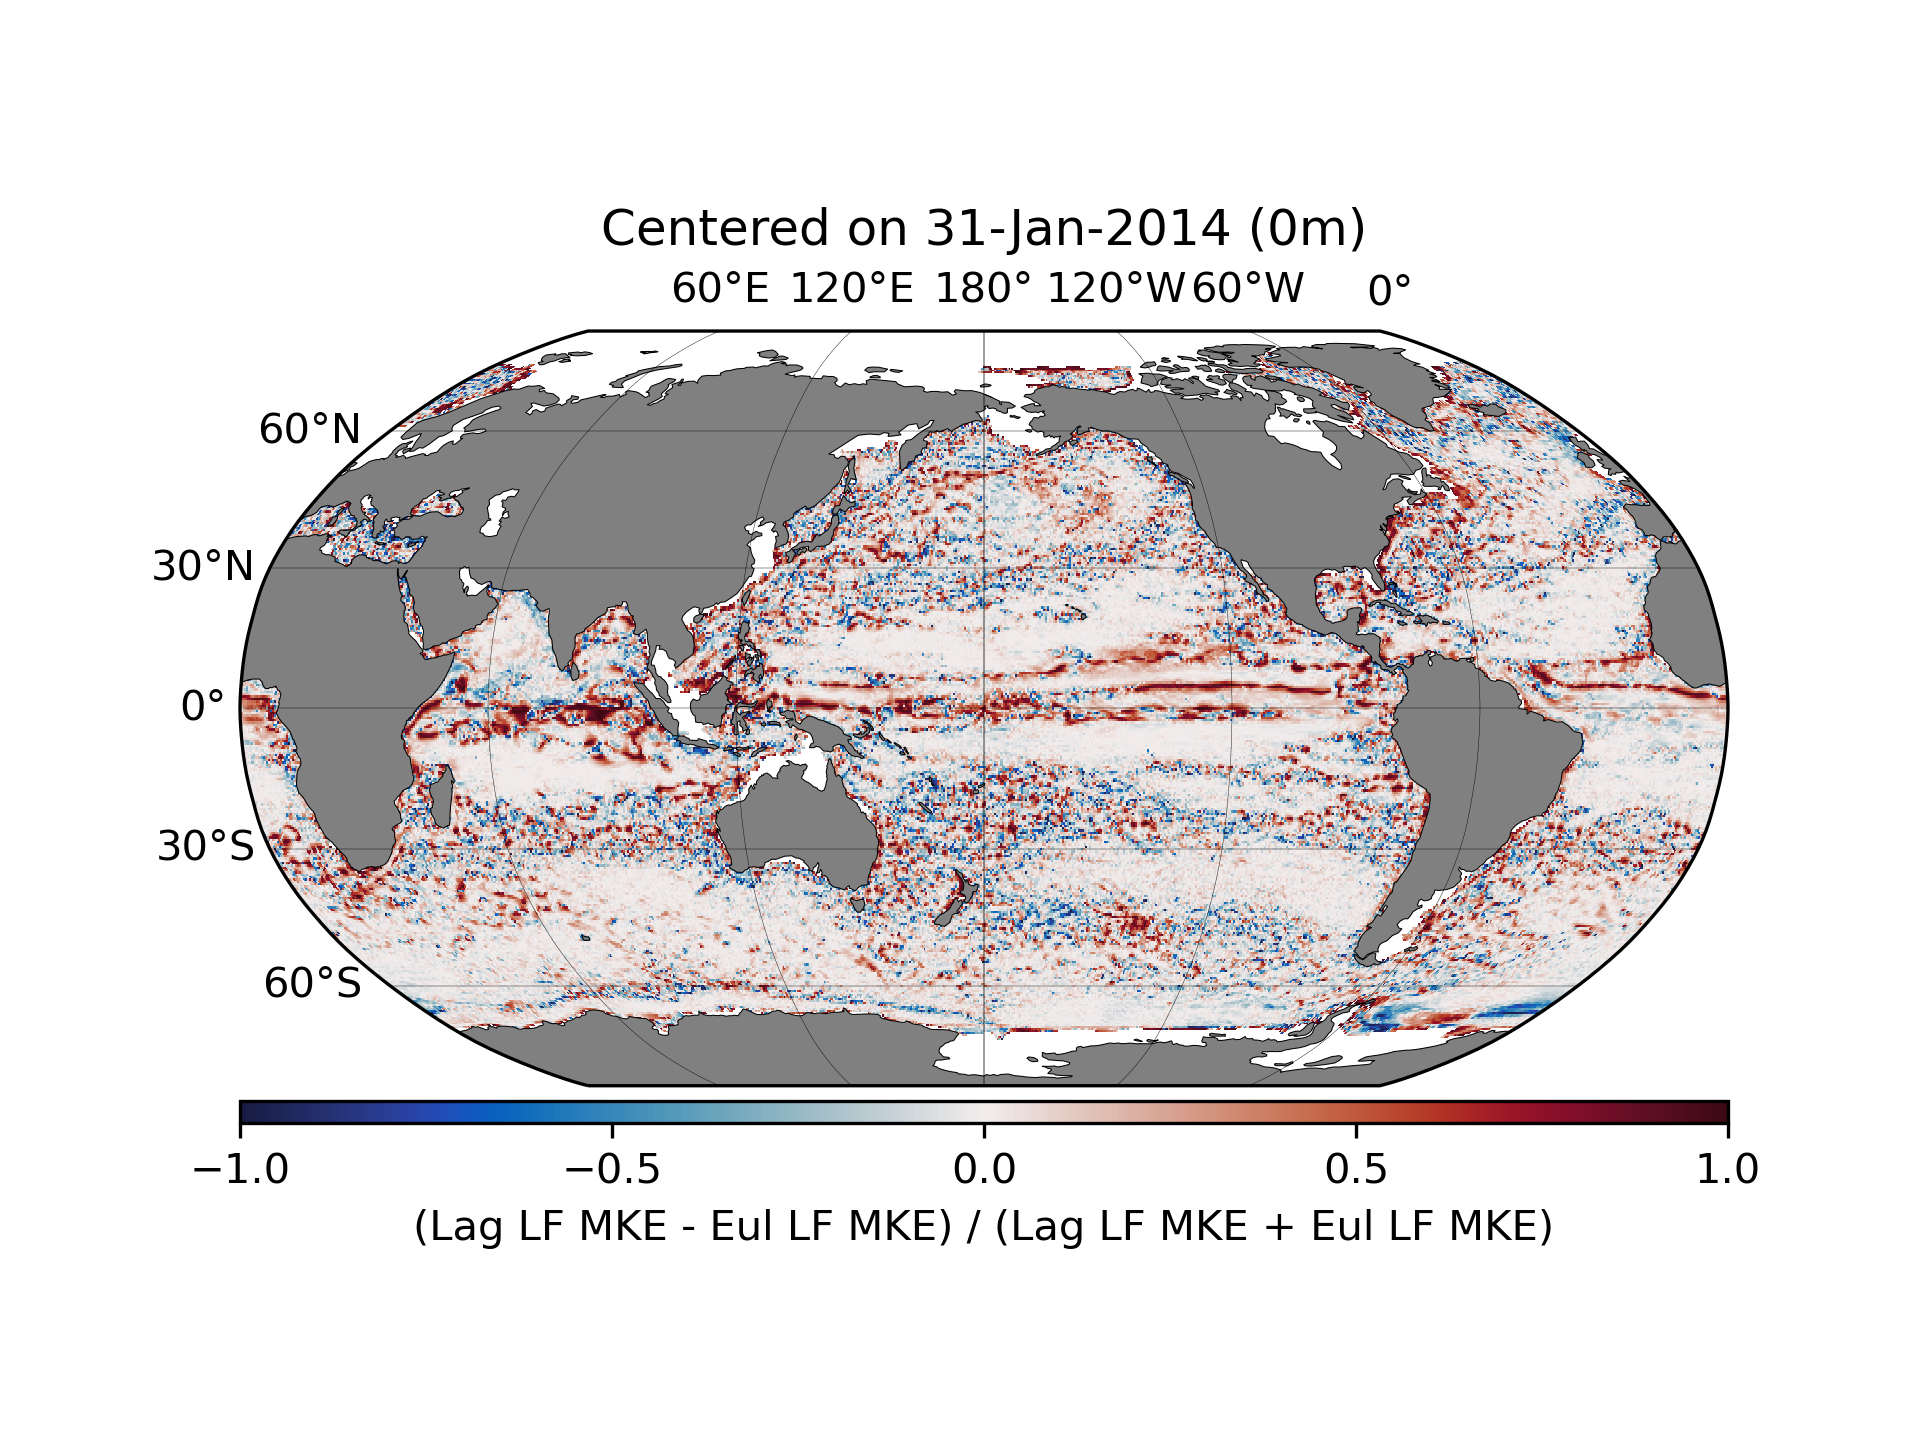 Centered on 31-Jan-2014 (0m)
60°E 120°E 180° 120°W 60°W 0°
60°N
30°N
0°
30°S
60°S
−1.0 −0.5 0.0 0.5 1.0
(Lag LF MKE - Eul LF MKE) / (Lag LF MKE + Eul LF MKE)